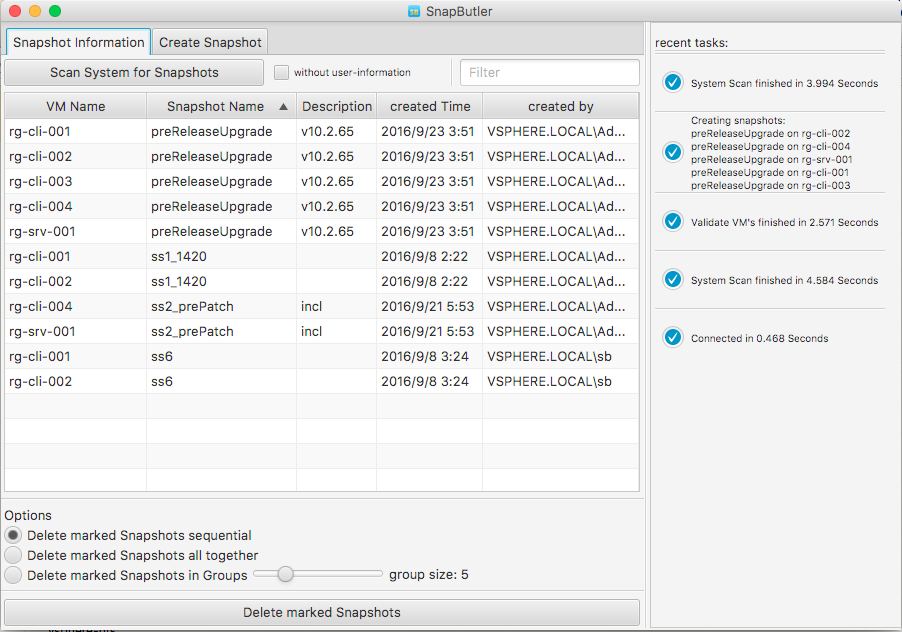 SnapButler
Snapshot Information Create Snapshot
Scan System for Snapshots without user-information Filter
VM Name Snapshot Name Description created Time created by
rg-cli-001 preReleaseUpgrade v10.2.65 2016/9/23 3:51 VSPHERE.LOCAL\Ad...
rg-cli-002 preReleaseUpgrade v10.2.65 2016/9/23 3:51 VSPHERE.LOCAL\Ad...
rg-cli-003 preReleaseUpgrade v10.2.65 2016/9/23 3:51 VSPHERE.LOCAL\Ad...
rg-cli-004 preReleaseUpgrade v10.2.65 2016/9/23 3:51 VSPHERE.LOCAL\Ad...
rg-srv-001 preReleaseUpgrade v10.2.65 2016/9/23 3:51 VSPHERE.LOCAL\Ad...
rg-cli-001 ss1_1420 2016/9/8 2:22 VSPHERE.LOCAL\Ad...
rg-cli-002 ss1_1420 2016/9/8 2:22 VSPHERE.LOCAL\Ad...
rg-cli-004 ss2_prePatch incl 2016/9/21 5:53 VSPHERE.LOCAL\Ad...
rg-srv-001 ss2_prePatch incl 2016/9/21 5:53 VSPHERE.LOCAL\Ad...
rg-cli-001 ss6 2016/9/8 3:24 VSPHERE.LOCAL\sb
rg-cli-002 ss6 2016/9/8 3:24 VSPHERE.LOCAL\sb
Options
Delete marked Snapshots sequential
Delete marked Snapshots all together
Delete marked Snapshots in Groups group size: 5
Delete marked Snapshots
recent tasks:
System Scan finished in 3.994 Seconds
Creating snapshots:
preReleaseUpgrade on rg-cli-002
preReleaseUpgrade on rg-cli-004
preReleaseUpgrade on rg-srv-001
preReleaseUpgrade on rg-cli-001
preReleaseUpgrade on rg-cli-003
Validate VM's finished in 2.571 Seconds
System Scan finished in 4.584 Seconds
Connected in 0.468 Seconds